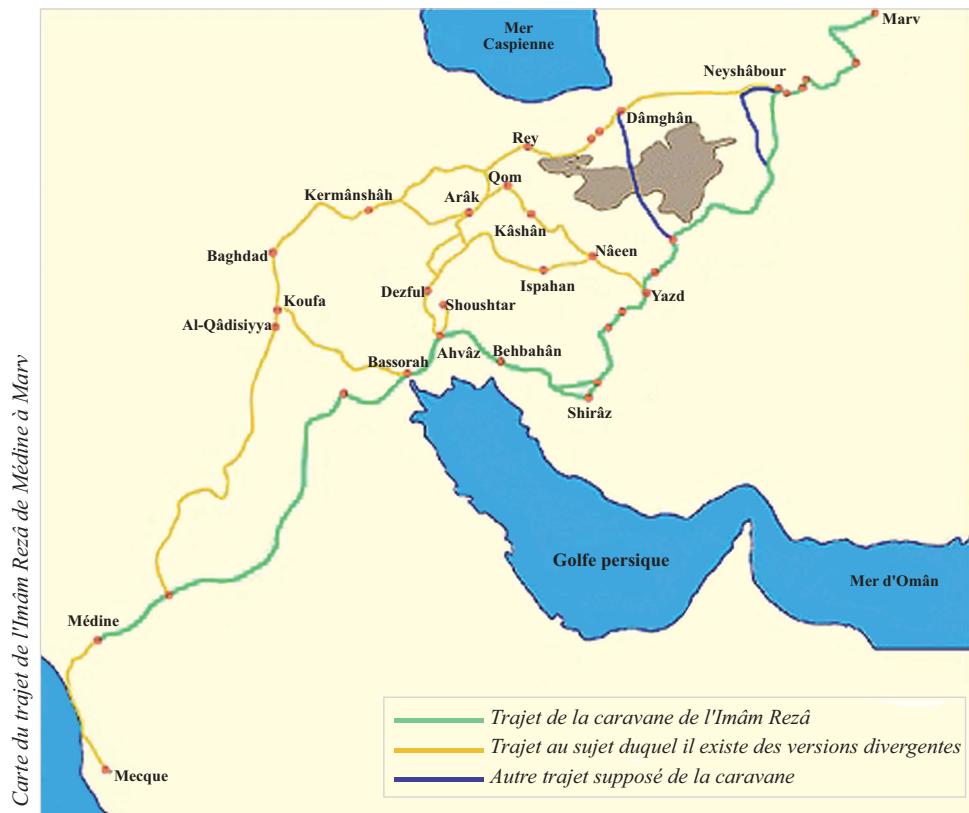 Marv
Mer
Caspienne
Neyshâbour
Dâmghân
Rey
Qom
Kermânshâh
Arâk
Kâshân
Baghdad
Nâeen
Ispahan
Dezful
Yazd
Koufa
Shoushtar
Al-Qâdisiyya
Ahvâz
Behbahân
Bassorah
Shirâz
Golfe persique
Mer d'Omân
Médine
Mecque
Carte du trajet de l'Imâm Rezâ de Médine à Marv
Trajet de la caravane de l'Imâm Rezâ
Trajet au sujet duquel il existe des versions divergentes
Autre trajet supposé de la caravane